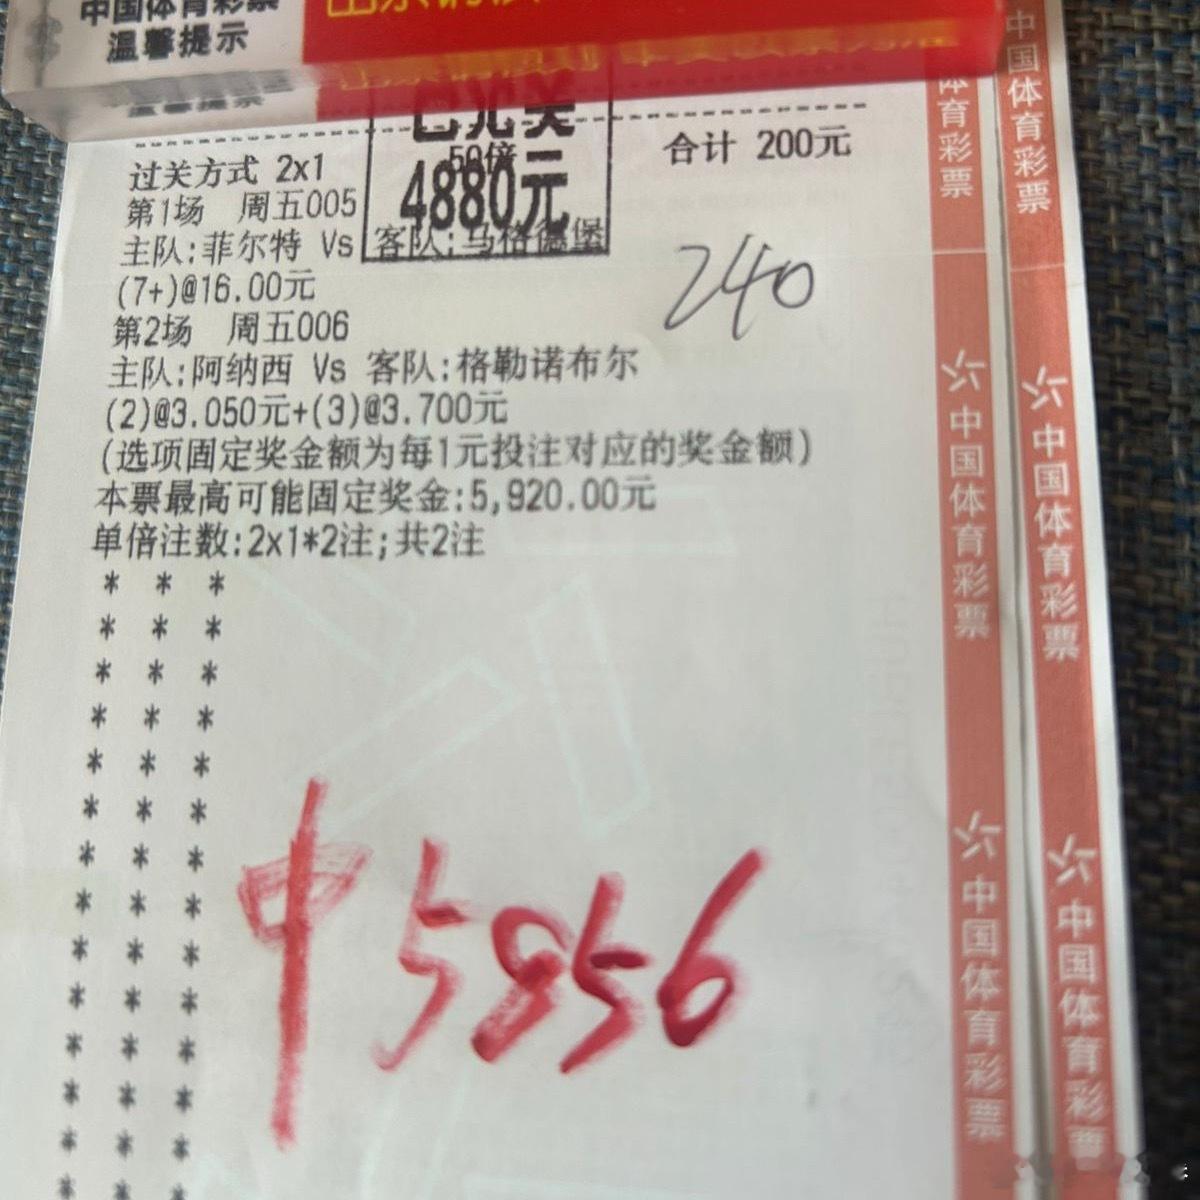 中国体育彩票
温馨提示
已兑奖
过关方式 2x1
50倍
合计 200元
4880元
第1场 周五005
主队:菲尔特 Vs 客队:马格德堡
(7+)@16.00元
240
第2场 周五006
主队:阿纳西 Vs 客队:格勒诺布尔
(2)@3.050元+(3)@3.700元
(选项固定奖金额为每1元投注对应的奖金额)
本票最高可能固定奖金:5,920.00元
单倍注数:2x1*2注;共2注
* * *
* * *
* * *
* * *
* * *
* * *
* * *
* * *
* * *
* * *
* * *
* * *
* * *
* * *
中5856
体育彩票
中国体育彩票
中国体育彩票
中国体育彩票
中国体育彩票
中国体育彩票